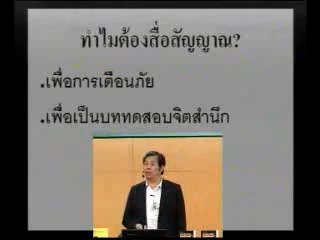 ทำไมต้องสื่อสัญญาณ?
.เพื่อการเตือนภัย
.เพื่อเป็นบททดสอบจิตสำนึก